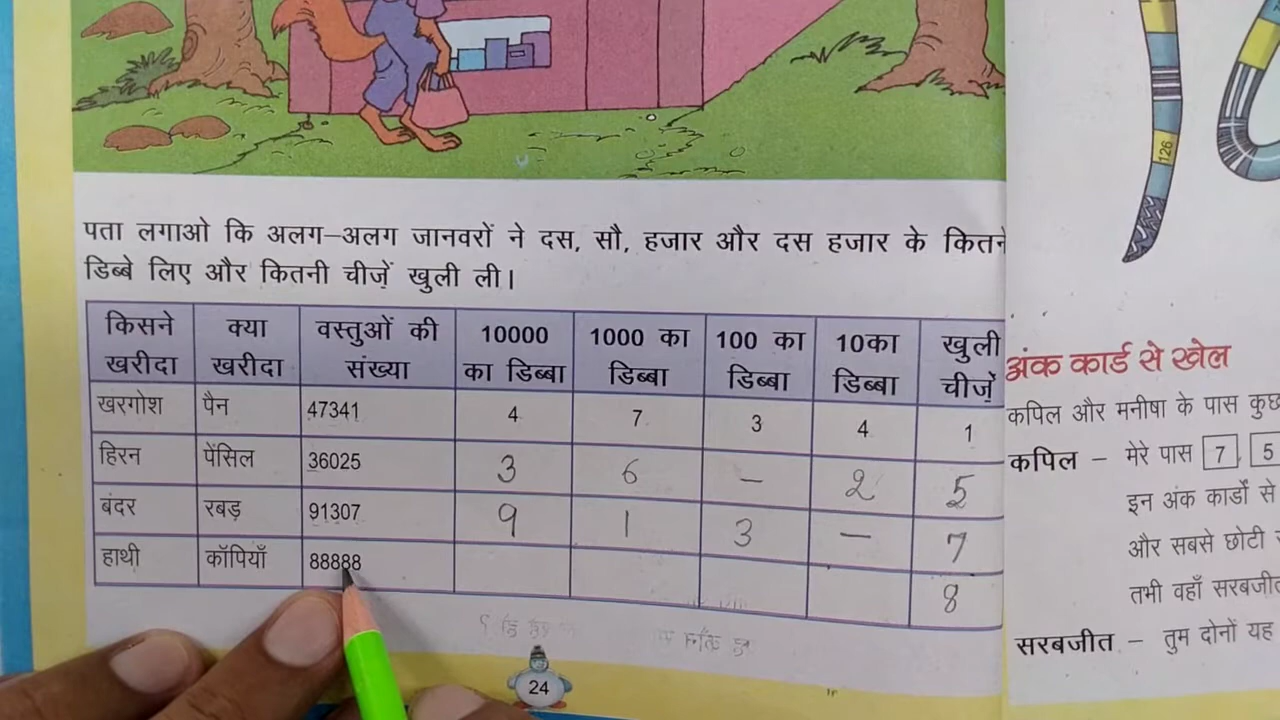 पता लगाओ कि अलग–अलग जानवरों ने दस, सौ, हजार और दस हजार के कितने
डिब्बे लिए और कितनी चीज़ें खुली ली।
किसने खरीदा क्या खरीदा वस्तुओं की संख्या 10000 का डिब्बा 1000 का डिब्बा 100 का डिब्बा 10का डिब्बा खुली चीज़ें
खरगोश पैन 47341 4 7 3 4 1
हिरन पेंसिल 36025 3 6 – 2 5
बंदर रबड़ 91307 9 1 3 – 7
हाथी कॉपियाँ 88888 8
24
126
अंक कार्ड से खेल
कपिल और मनीषा के पास कुछ
कपिल – मेरे पास 7 5
इन अंक कार्डों से
और सबसे छोटी
तभी वहाँ सरबजीत
सरबजीत – तुम दोनों यह